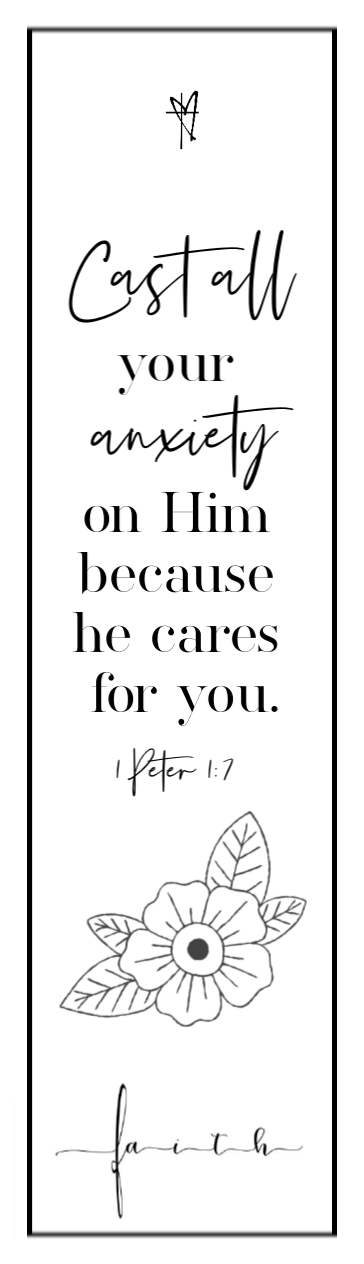 Cast all
your
anxiety
on Him
because
he cares
for you.
1 Peter 1:7
faith